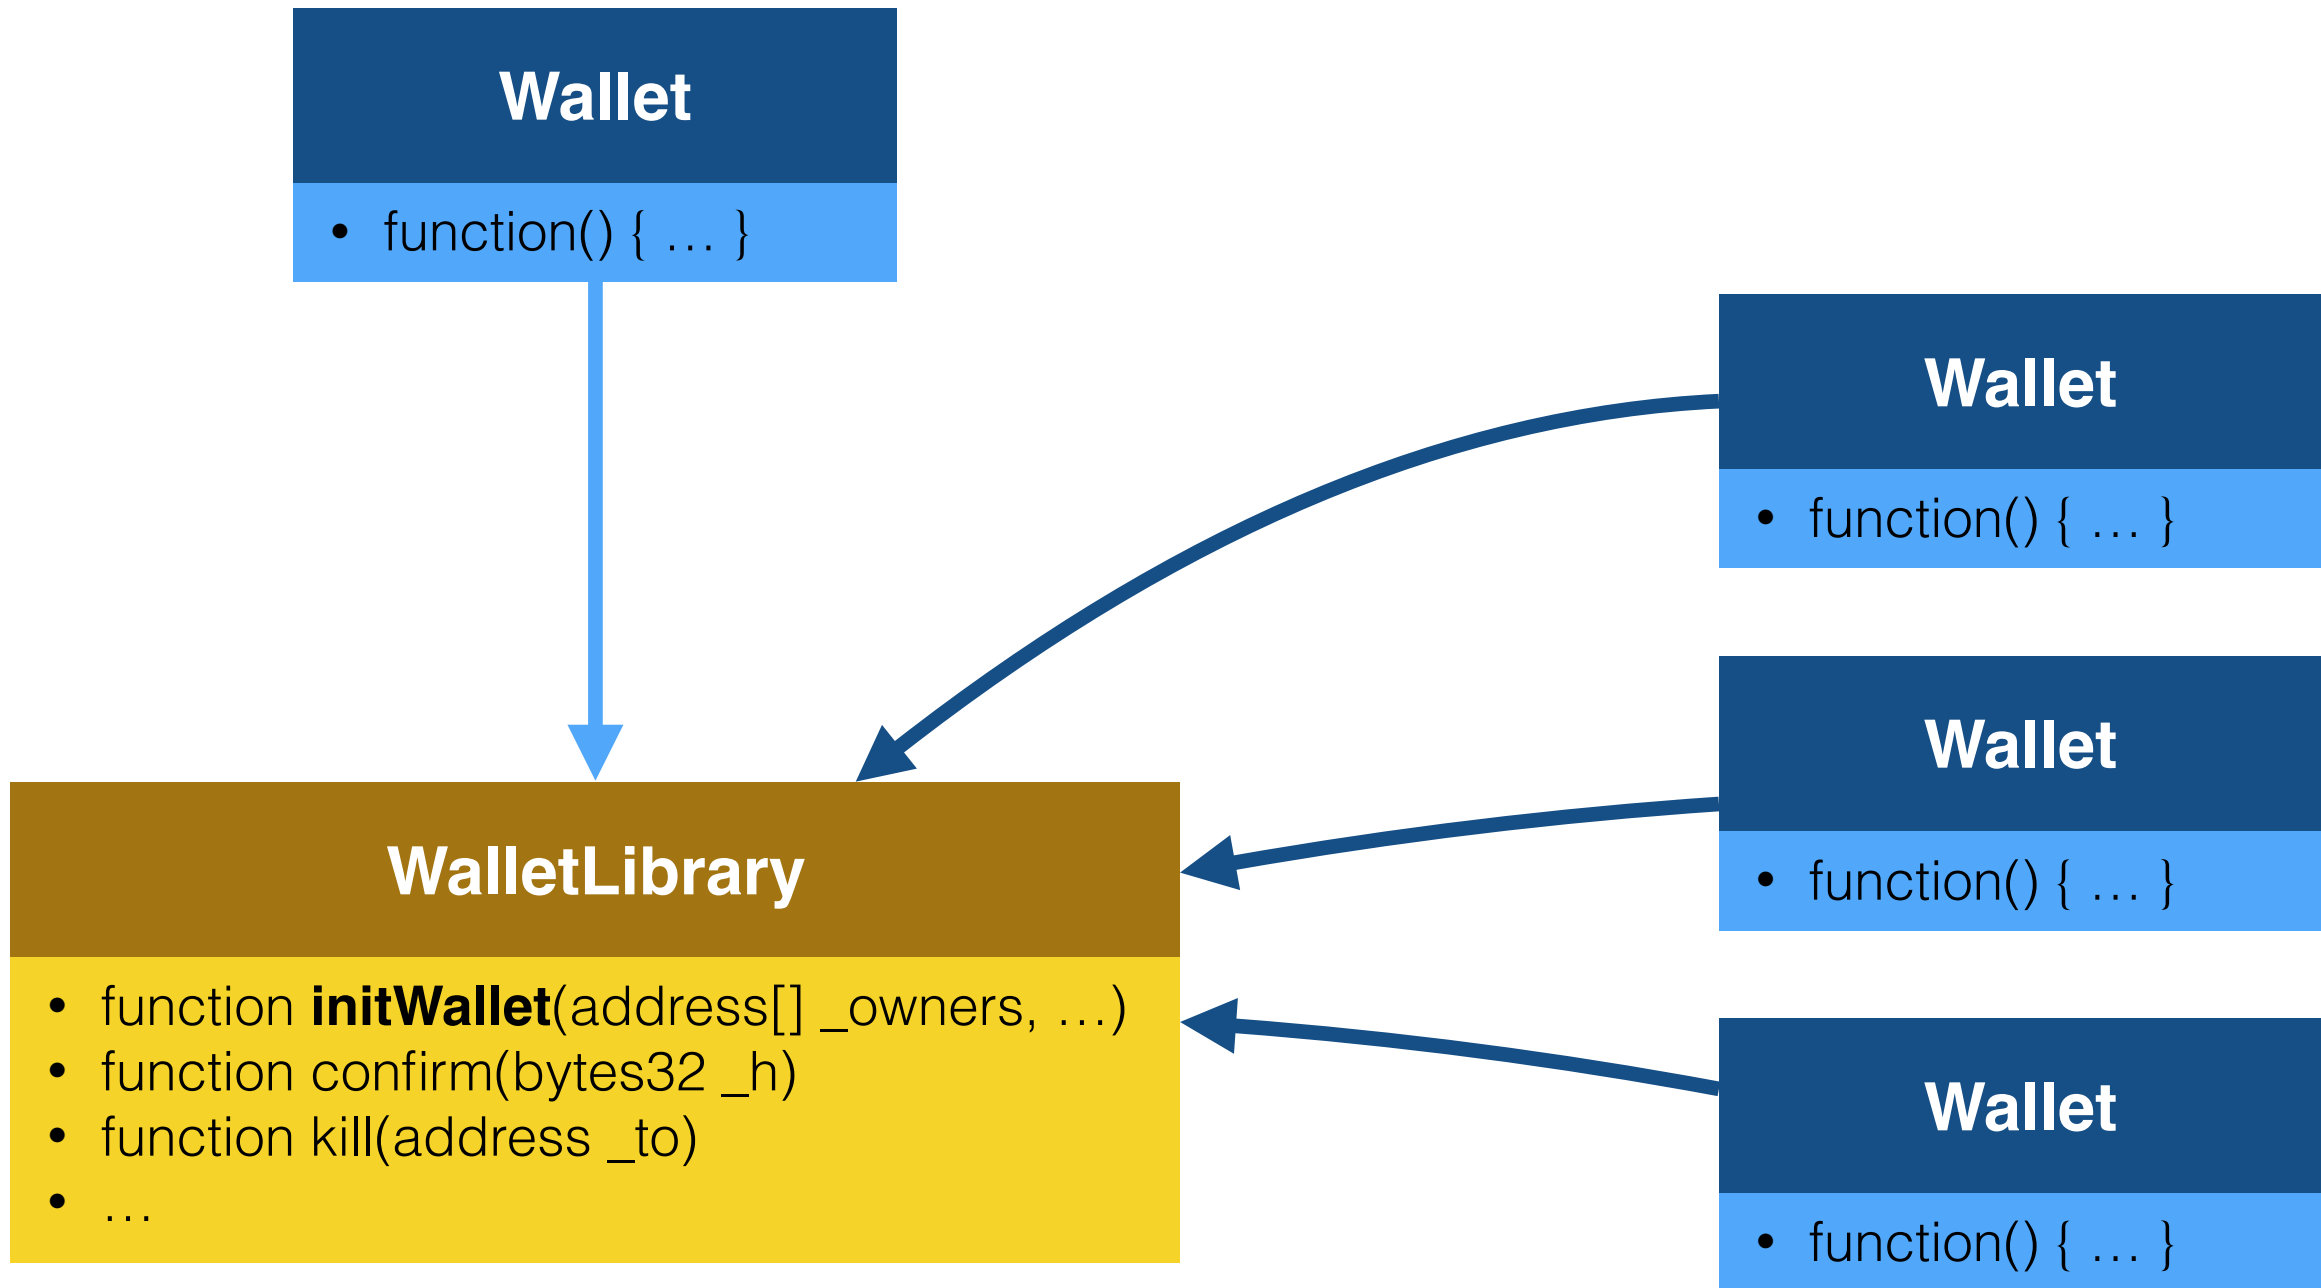 Wallet
• function() { … }
Wallet
• function() { … }
Wallet
• function() { … }
WalletLibrary
• function initWallet(address[] _owners, …)
• function confirm(bytes32 _h)
• function kill(address _to)
• …
Wallet
• function() { … }